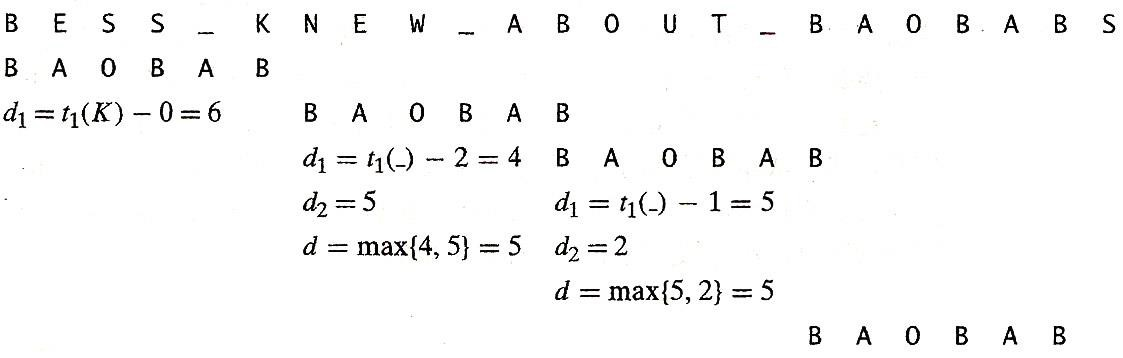 B E S S _ K N E W _ A B O U T _ B A O B A B S
B A O B A B
d₁ = t₁(K) − 0 = 6 B A O B A B
d₁ = t₁(_) − 2 = 4 B A O B A B
d₂ = 5 d₁ = t₁(_) − 1 = 5
d = max{4, 5} = 5 d₂ = 2
d = max{5, 2} = 5
B A O B A B